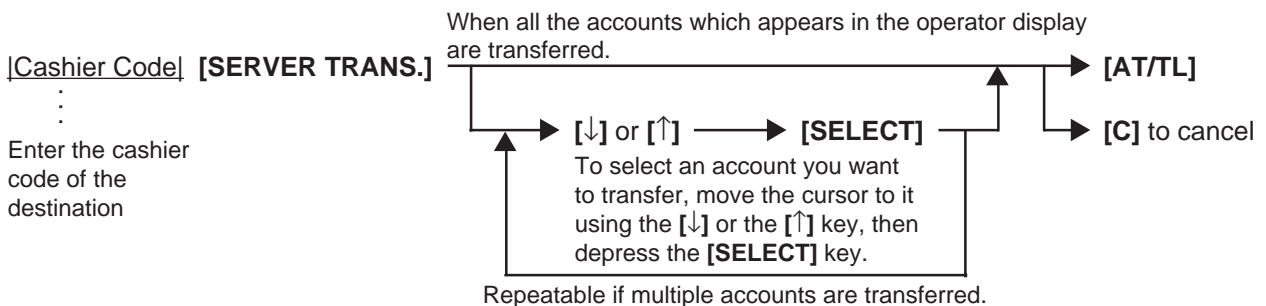 When all the accounts which appears in the operator display
are transferred.
|Cashier Code| [SERVER TRANS.]
[AT/TL]
[↓] or [↑]
[SELECT]
[C] to cancel
Enter the cashier
code of the
destination
To select an account you want
to transfer, move the cursor to it
using the [↓] or the [↑] key, then
depress the [SELECT] key.
Repeatable if multiple accounts are transferred.